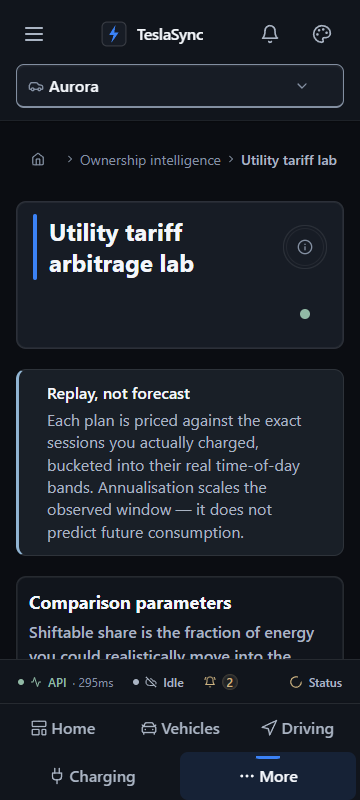 TeslaSync
Aurora
Ownership intelligence
Utility tariff lab
Utility tariff
arbitrage lab
Replay, not forecast
Each plan is priced against the exact
sessions you actually charged,
bucketed into their real time-of-day
bands. Annualisation scales the
observed window — it does not
predict future consumption.
Comparison parameters
Shiftable share is the fraction of energy
you could realistically move into the
API · 295ms
Idle
2
Status
Home
Vehicles
Driving
Charging
More